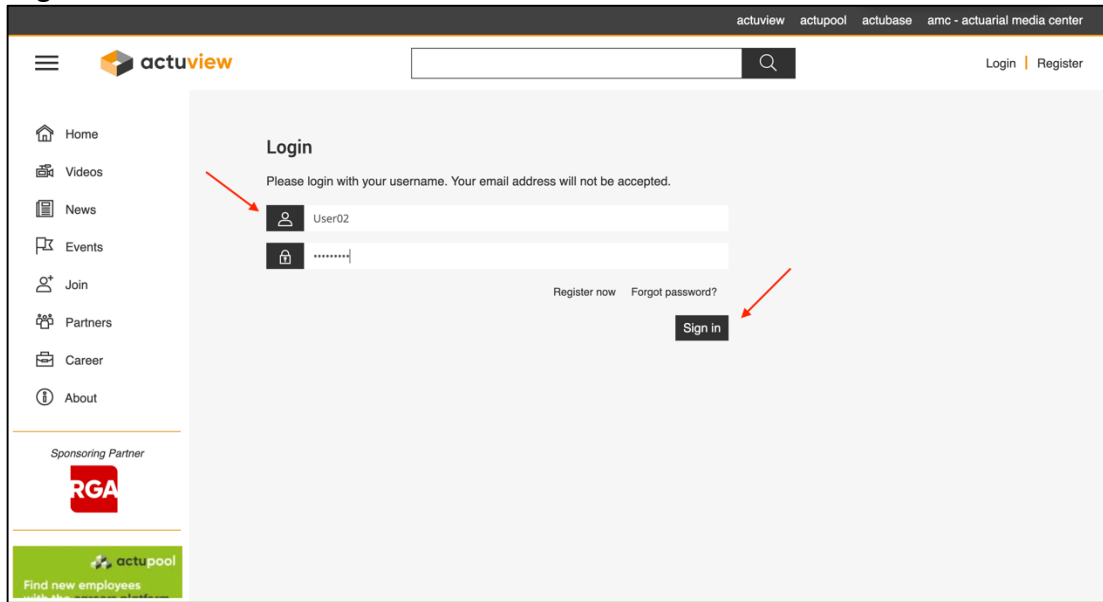 actuview actupool actubase amc - actuarial media center
actuview
Login Register
Home
Videos
News
Events
Join
Partners
Career
About
Login
Please login with your username. Your email address will not be accepted.
User02
•••••••••
Register now Forgot password?
Sign in
Sponsoring Partner
RGA
actupool
Find new employees